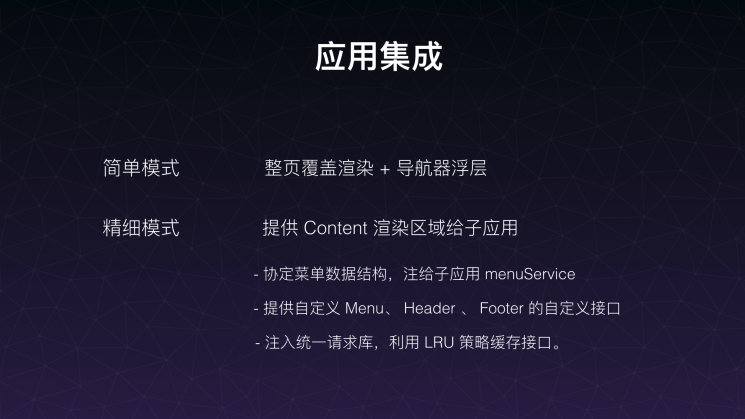 应用集成
简单模式 整页覆盖渲染 + 导航器浮层
精细模式 提供 Content 渲染区域给子应用
- 协定菜单数据结构，注给子应用 menuService
- 提供自定义 Menu、 Header 、 Footer 的自定义接口
- 注入统一请求库，利用 LRU 策略缓存接口。